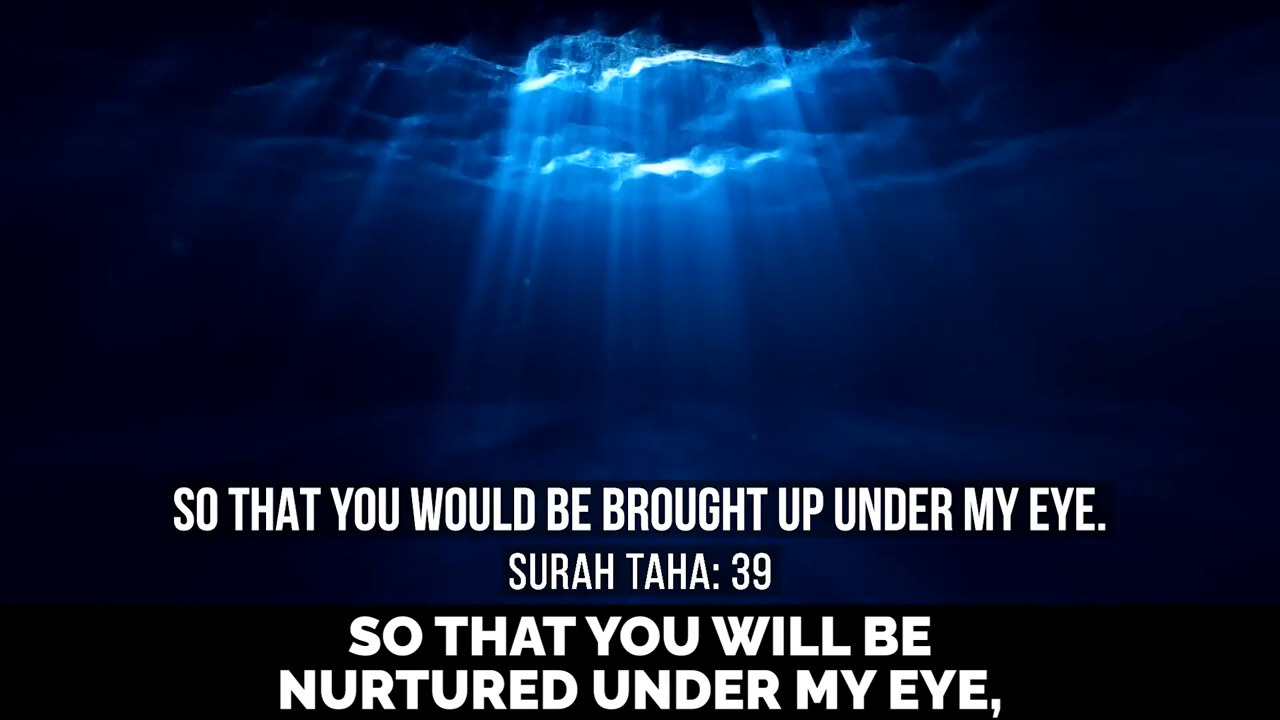 SO THAT YOU WOULD BE BROUGHT UP UNDER MY EYE.
SURAH TAHA: 39
SO THAT YOU WILL BE
NURTURED UNDER MY EYE,